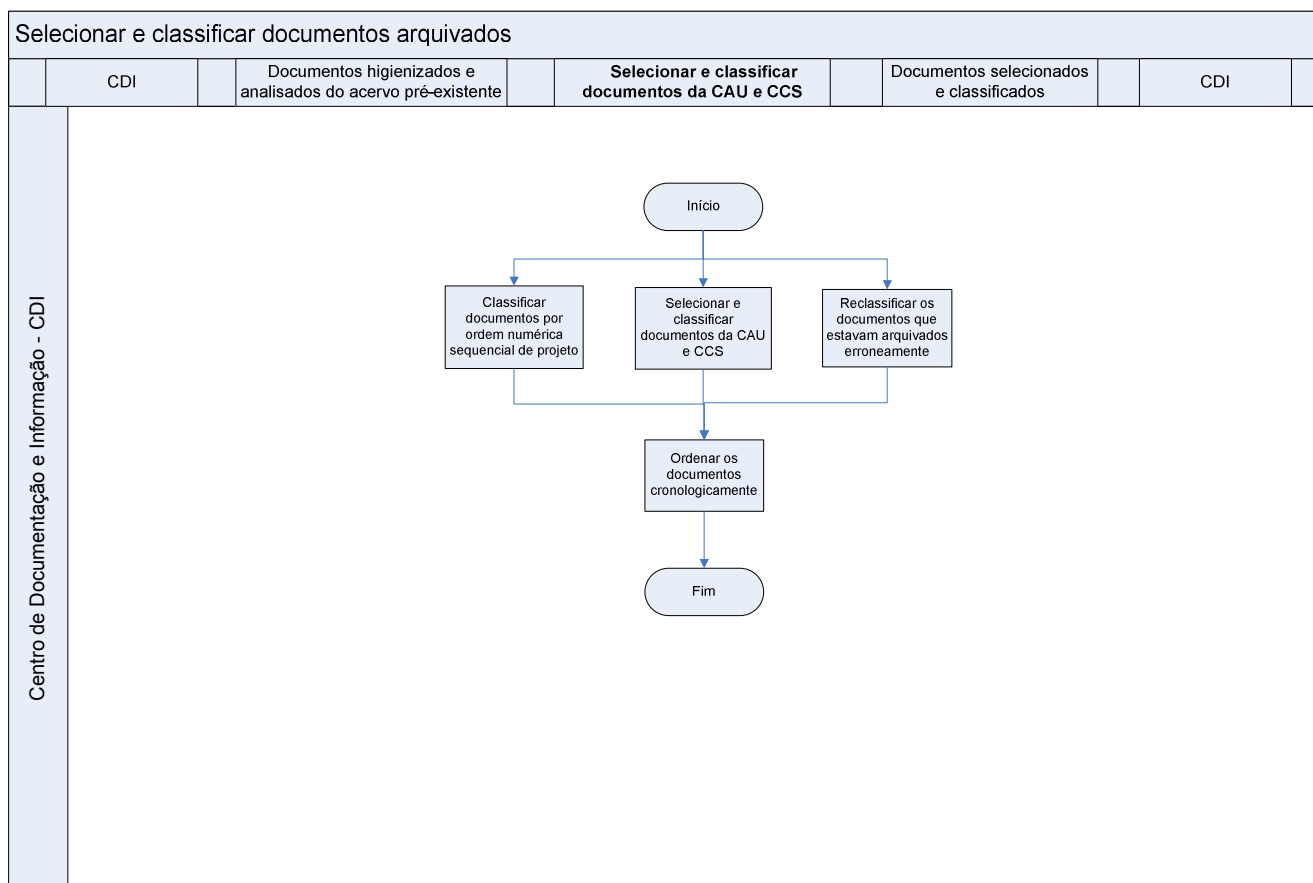 Selecionar e classificar documentos arquivados
CDI
Documentos higienizados e
analisados do acervo pré-existente
Selecionar e classificar
documentos da CAU e CCS
Documentos selecionados
e classificados
CDI
Centro de Documentação e Informação - CDI
Início
Classificar
documentos por
ordem numérica
sequencial de projeto
Selecionar e
classificar
documentos da CAU
e CCS
Reclassificar os
documentos que
estavam arquivados
erroneamente
Ordenar os
documentos
cronologicamente
Fim